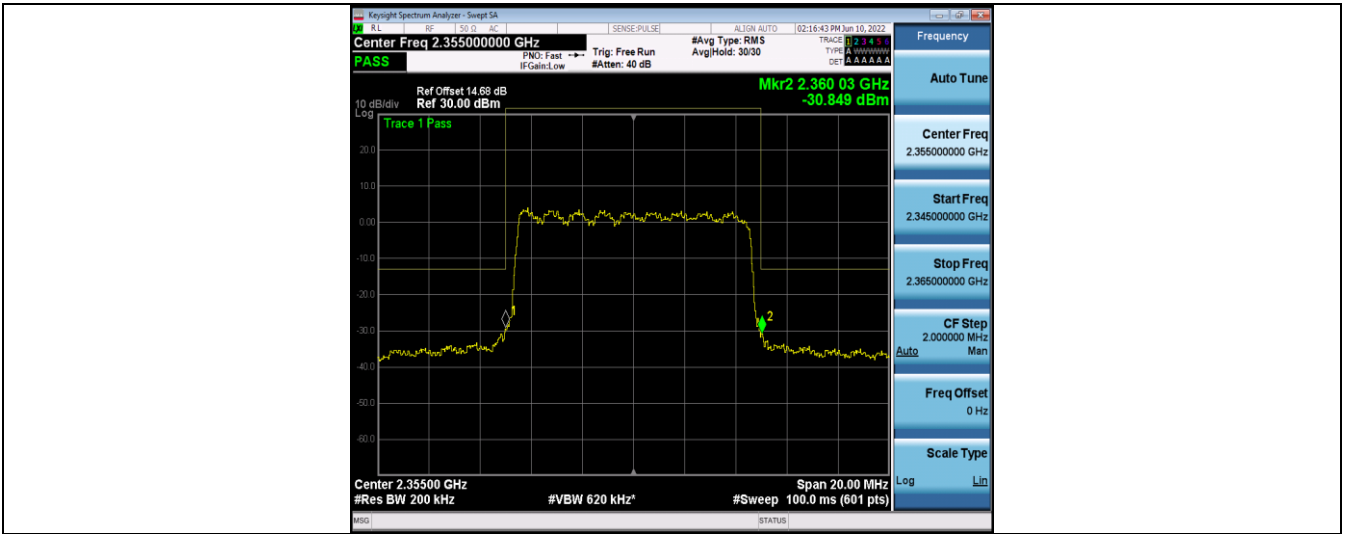 Keysight Spectrum Analyzer - Swept SA
RL RF 50 Ω AC SENSE:PULSE ALIGN AUTO 02:16:43 PM Jun 10, 2022
Center Freq 2.355000000 GHz
PASS
PNO: Fast
IFGain:Low
Trig: Free Run
#Atten: 40 dB
#Avg Type: RMS
Avg|Hold: 30/30
TRACE 1 2 3 4 5 6
TYPE A WWWWW
DET A A A A A A
Mkr2 2.360 03 GHz
-30.849 dBm
Ref Offset 14.68 dB
10 dB/div Ref 30.00 dBm
Log
Trace 1 Pass
20.0
10.0
0.00
-10.0
-20.0
-30.0
-40.0
-50.0
-60.0
2
Center 2.35500 GHz Span 20.00 MHz
#Res BW 200 kHz #VBW 620 kHz* #Sweep 100.0 ms (601 pts)
MSG STATUS
Frequency
Auto Tune
Center Freq
2.355000000 GHz
Start Freq
2.345000000 GHz
Stop Freq
2.365000000 GHz
CF Step
2.000000 MHz
Auto Man
Freq Offset
0 Hz
Scale Type
Log Lin